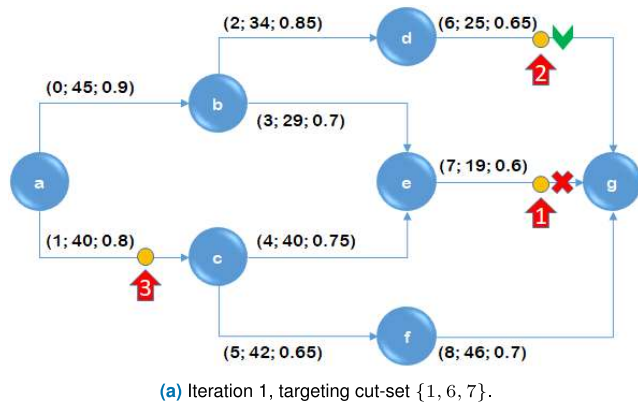 (2; 34; 0.85)
d
(6; 25; 0.65)
2
(0; 45; 0.9)
b
(3; 29; 0.7)
a
e
(7; 19; 0.6)
g
1
(1; 40; 0.8)
c
(4; 40; 0.75)
3
(5; 42; 0.65)
f
(8; 46; 0.7)
(a) Iteration 1, targeting cut-set {1, 6, 7}.